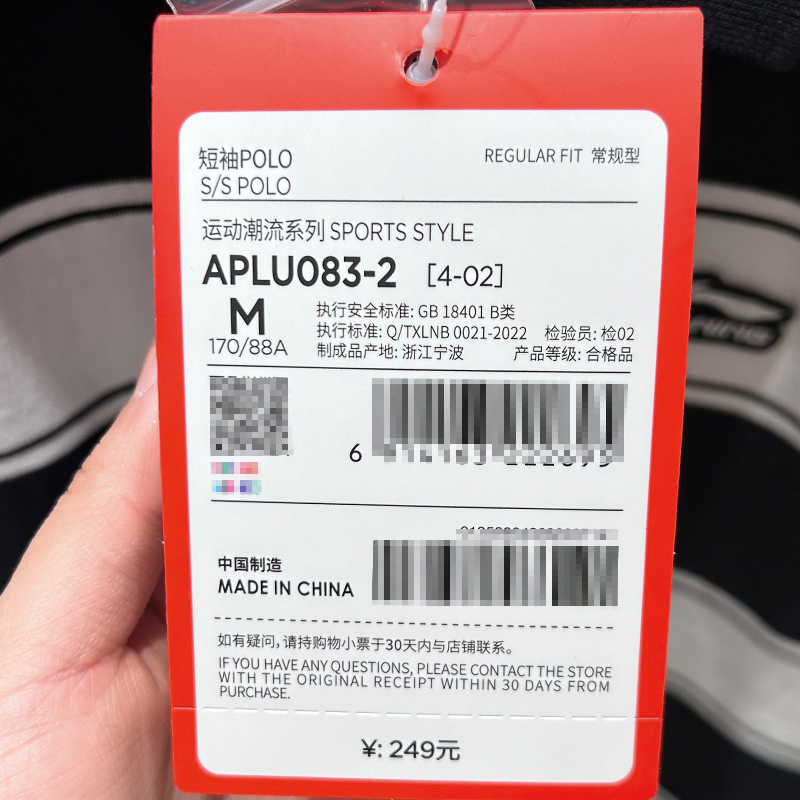 短袖POLO
S/S POLO
REGULAR FIT 常规型
运动潮流系列 SPORTS STYLE
APLU083-2 [4-02]
M
170/88A
执行安全标准: GB 18401 B类
执行标准: Q/TXLNB 0021-2022 检验员: 检02
制成品产地: 浙江宁波 产品等级: 合格品
6
中国制造
MADE IN CHINA
如有疑问,请持购物小票于30天内与店铺联系。
IF YOU HAVE ANY QUESTIONS, PLEASE CONTACT THE STORE
WITH THE ORIGINAL RECEIPT WITHIN 30 DAYS FROM
PURCHASE.
¥: 249元